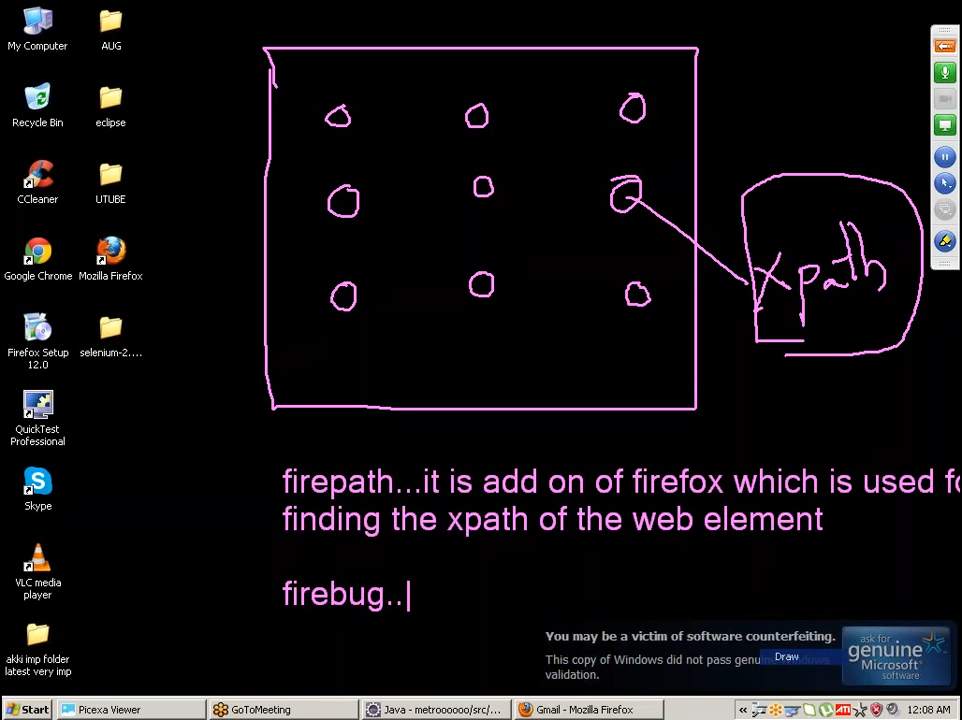 My Computer
AUG
Recycle Bin
eclipse
CCleaner
UTUBE
Google Chrome
Mozilla Firefox
Firefox Setup
12.0
selenium-2....
QuickTest
Professional
Skype
VLC media
player
akki imp folder
latest very imp
xpath
firepath...it is add on of firefox which is used fo
finding the xpath of the web element
firebug..|
You may be a victim of software counterfeiting.
This copy of Windows did not pass genuine Windows
validation.
Draw
ask for
genuine
Microsoft
software
Start
Picexa Viewer
GoToMeeting
Java - metroooooo/src/...
Gmail - Mozilla Firefox
«
ATI
12:08 AM